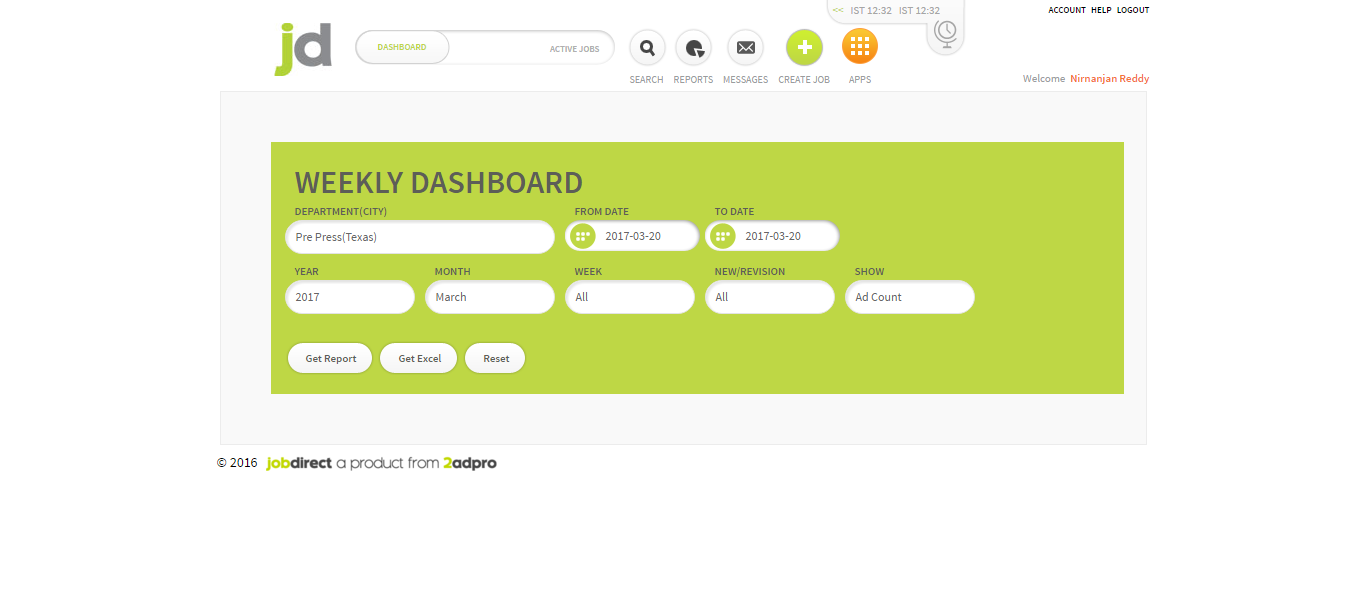 << IST 12:32 IST 12:32
ACCOUNT HELP LOGOUT
jd
DASHBOARD ACTIVE JOBS
SEARCH REPORTS MESSAGES CREATE JOB APPS
Welcome Nirnanjan Reddy
WEEKLY DASHBOARD
DEPARTMENT(CITY) FROM DATE TO DATE
Pre Press(Texas) 2017-03-20 2017-03-20
YEAR MONTH WEEK NEW/REVISION SHOW
2017 March All All Ad Count
Get Report Get Excel Reset
© 2016 jobdirect a product from 2adpro